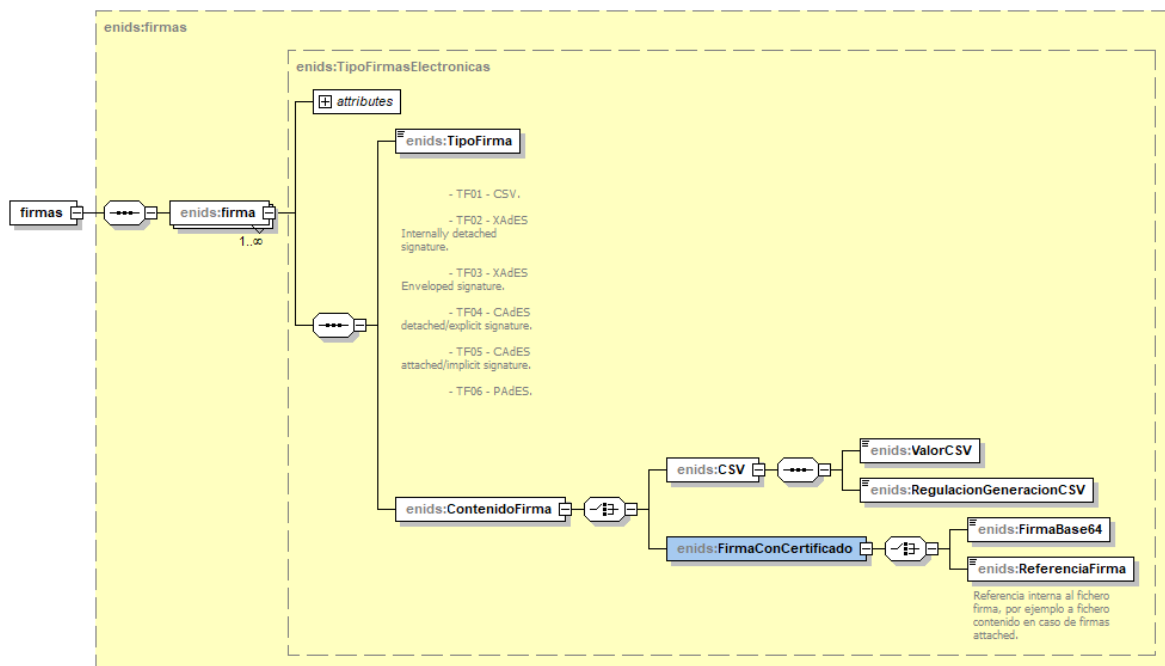 enids:firmas
enids:TipoFirmasElectronicas
attributes
enids:TipoFirma
- TF01 - CSV.
- TF02 - XAdES
Internally detached
signature.
- TF03 - XAdES
Enveloped signature.
- TF04 - CAdES
detached/explicit signature.
- TF05 - CAdES
attached/implicit signature.
- TF06 - PAdES.
firmas
enids:firma
1..∞
enids:ContenidoFirma
enids:CSV
enids:ValorCSV
enids:RegulacionGeneracionCSV
enids:FirmaConCertificado
enids:FirmaBase64
enids:ReferenciaFirma
Referencia interna al fichero
firma, por ejemplo a fichero
contenido en caso de firmas
attached.